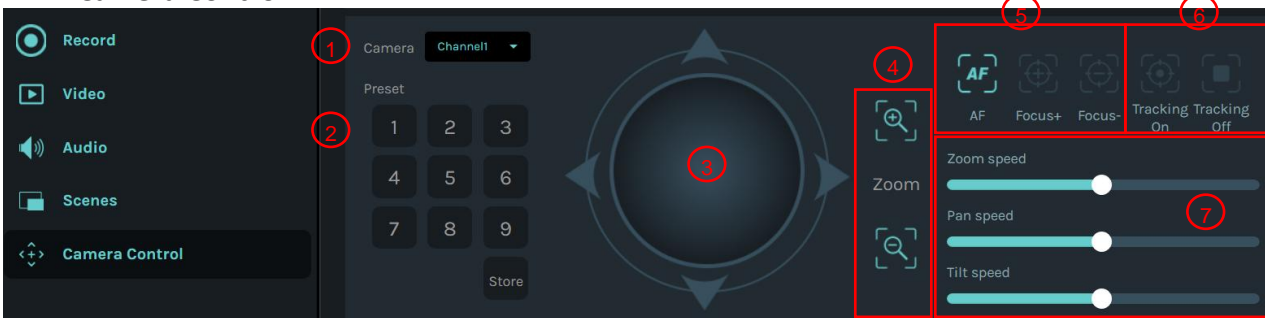 Record
Video
Audio
Scenes
Camera Control
1
Camera
Channel1
Preset
2
1 2 3
4 5 6
7 8 9
Store
3
4
Zoom
5
AF
AF Focus+ Focus-
6
Tracking Tracking
On Off
Zoom speed
Pan speed
7
Tilt speed